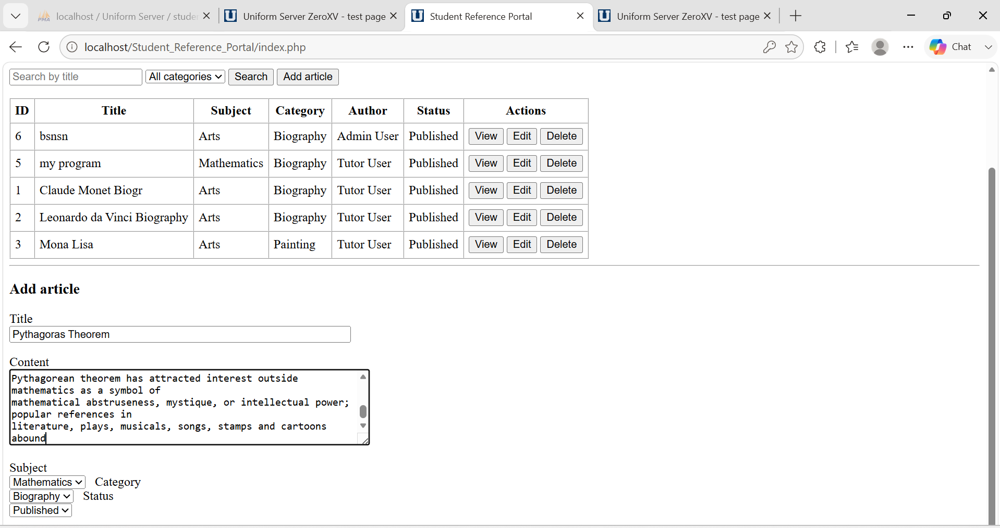 PMA localhost / Uniform Server / stude
Uniform Server ZeroXV - test page
Student Reference Portal
Uniform Server ZeroXV - test page
localhost/Student_Reference_Portal/index.php
Chat
Search by title All categories Search Add article
ID Title Subject Category Author Status Actions
6 bsnsn Arts Biography Admin User Published View Edit Delete
5 my program Mathematics Biography Tutor User Published View Edit Delete
1 Claude Monet Biogr Arts Biography Tutor User Published View Edit Delete
2 Leonardo da Vinci Biography Arts Biography Tutor User Published View Edit Delete
3 Mona Lisa Arts Painting Tutor User Published View Edit Delete
Add article
Title
Pythagoras Theorem
Content
Pythagorean theorem has attracted interest outside
mathematics as a symbol of
mathematical abstruseness, mystique, or intellectual power;
popular references in
literature, plays, musicals, songs, stamps and cartoons
abound
Subject
Mathematics Category
Biography Status
Published